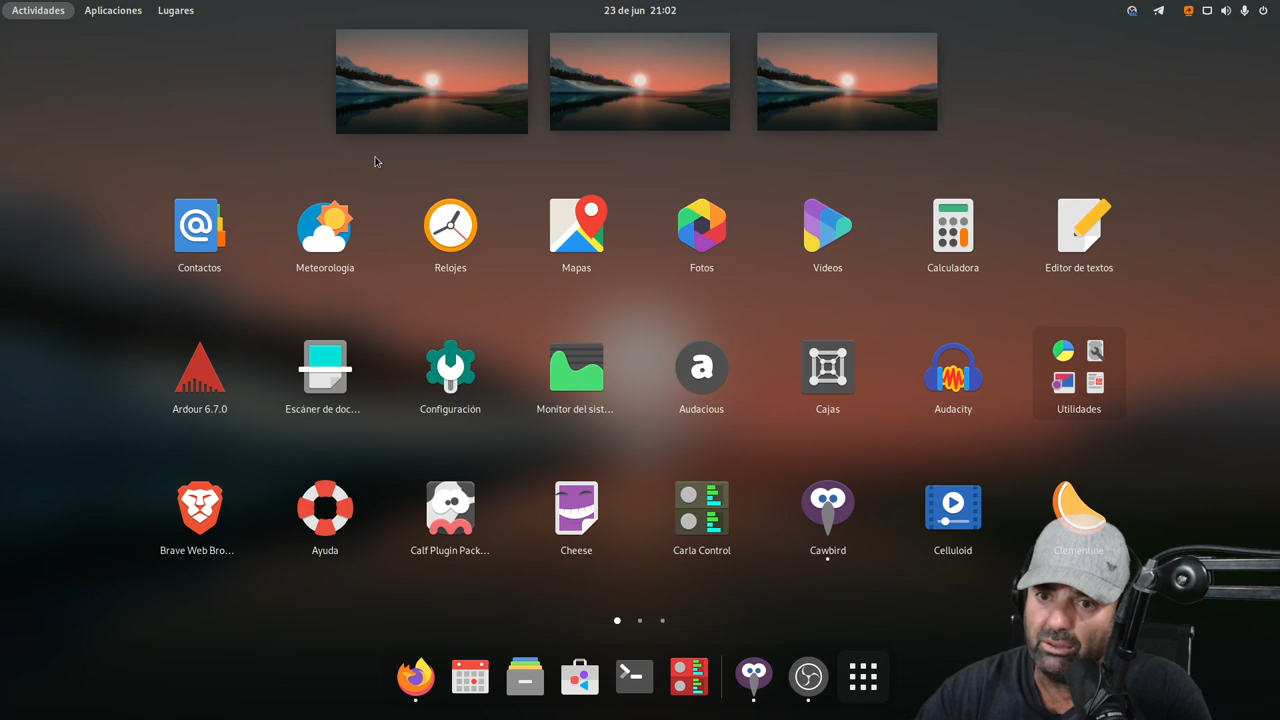 Actividades Aplicaciones Lugares 23 de jun 21:02
Contactos Meteorología Relojes Mapas Fotos Vídeos Calculadora Editor de textos
Ardour 6.7.0 Escáner de doc... Configuración Monitor del sist... Audacious Cajas Audacity Utilidades
Brave Web Bro... Ayuda Calf Plugin Pack... Cheese Carla Control Cawbird Celluloid Clementine